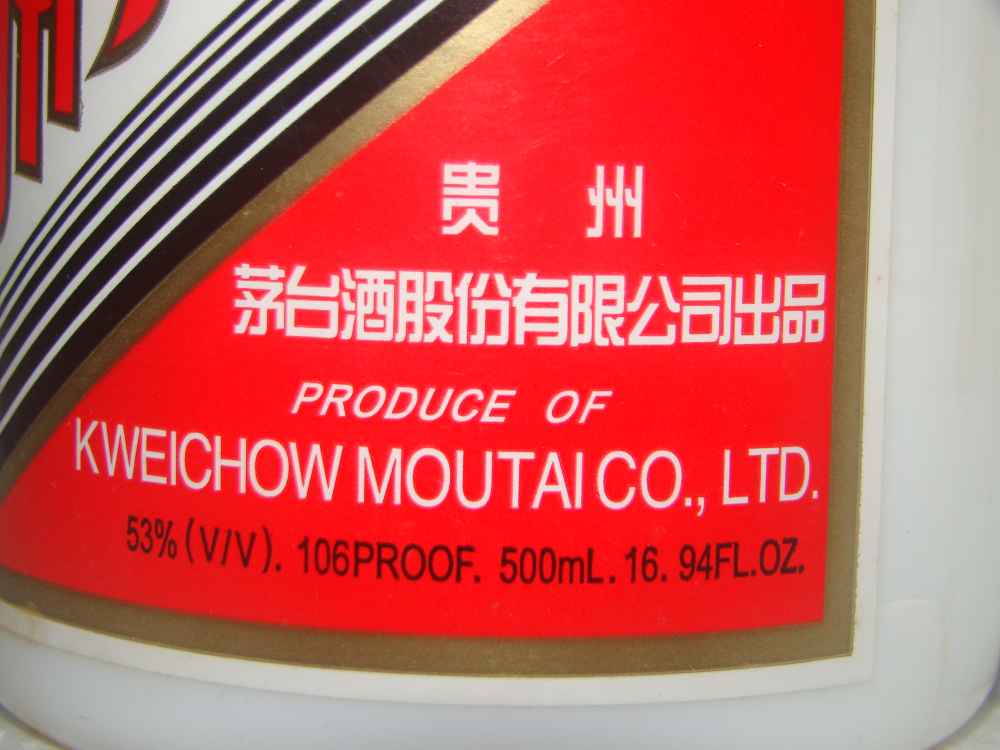 贵 州
茅台酒股份有限公司出品
PRODUCE OF
KWEICHOW MOUTAI CO., LTD.
53% (V/V). 106PROOF. 500mL. 16. 94FL.OZ.